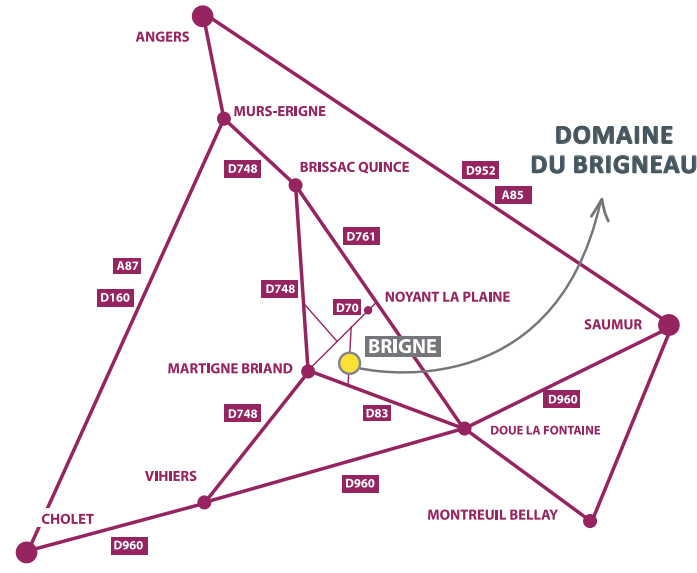 ANGERS
MURS-ERIGNE
DOMAINE
DU BRIGNEAU
D748
BRISSAC QUINCE
D952
A85
D761
A87
D160
D748
D70
NOYANT LA PLAINE
SAUMUR
BRIGNE
MARTIGNE BRIAND
D748
D83
D960
DOUE LA FONTAINE
VIHIERS
D960
CHOLET
MONTREUIL BELLAY
D960